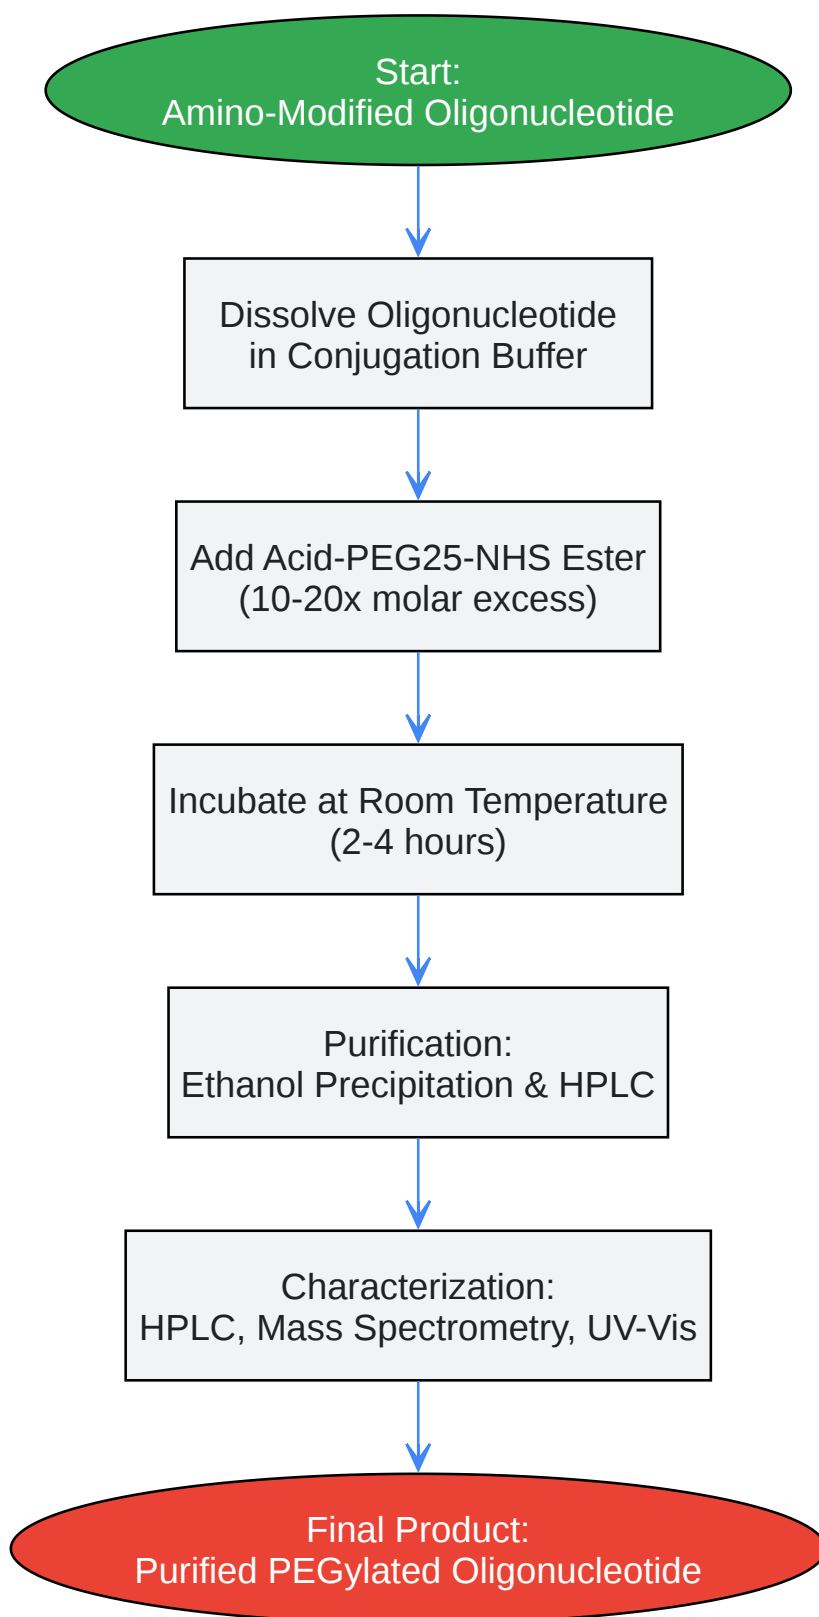 Start:
Amino-Modified Oligonucleotide
Dissolve Oligonucleotide
in Conjugation Buffer
Add Acid-PEG25-NHS Ester
(10-20x molar excess)
Incubate at Room Temperature
(2-4 hours)
Purification:
Ethanol Precipitation & HPLC
Characterization:
HPLC, Mass Spectrometry, UV-Vis
Final Product:
Purified PEGylated Oligonucleotide